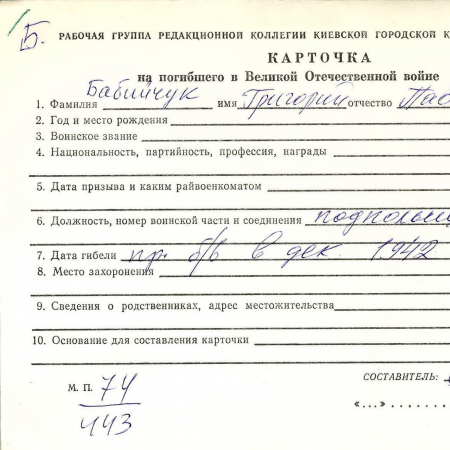 Б.
РАБОЧАЯ ГРУППА РЕДАКЦИОННОЙ КОЛЛЕГИИ КИЕВСКОЙ ГОРОДСКОЙ К
КАРТОЧКА
на погибшего в Великой Отечественной войне
1. Фамилия Бабийчук имя Григорий отчество Пав
2. Год и место рождения
3. Воинское звание
4. Национальность, партийность, профессия, награды
5. Дата призыва и каким райвоенкоматом
6. Должность, номер воинской части и соединения подпольщ
7. Дата гибели пр. б/в в дек. 1942
8. Место захоронения
9. Сведения о родственниках, адрес местожительства
10. Основание для составления карточки
СОСТАВИТЕЛЬ:
М. П. 74
443
«...» . . . . . . .